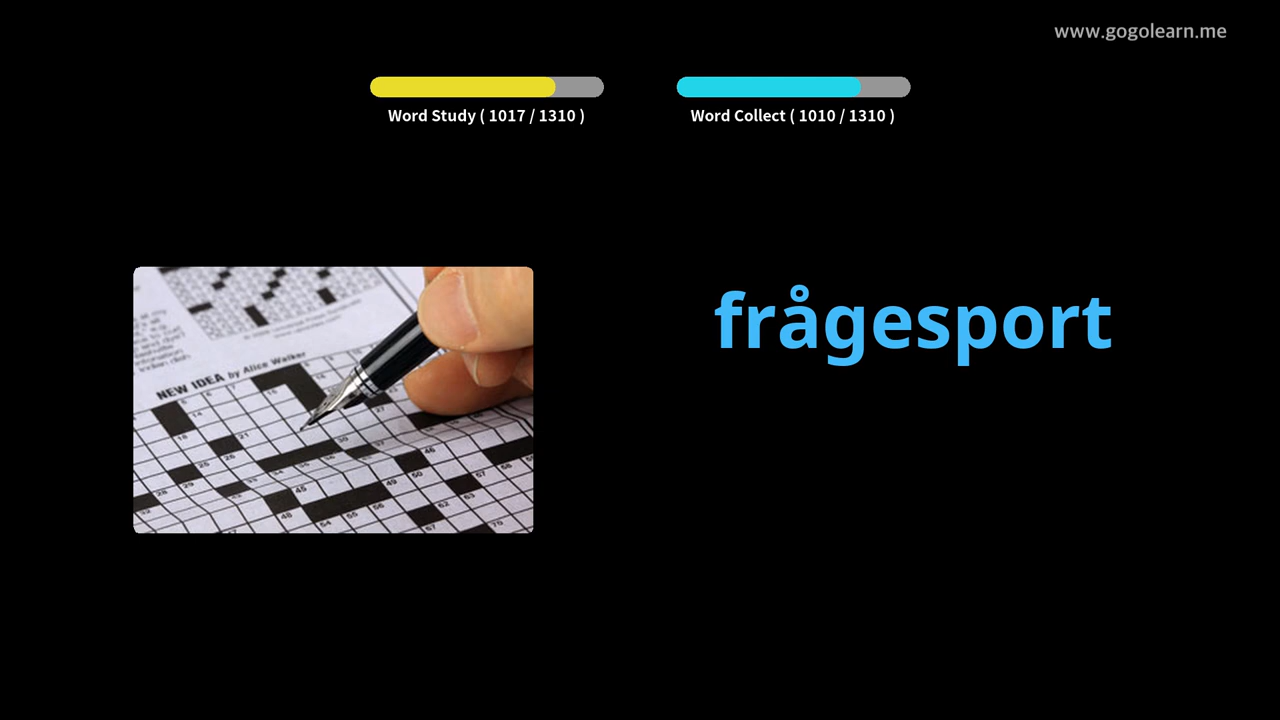 www.gogolearn.me
Word Study ( 1017 / 1310 )
Word Collect ( 1010 / 1310 )
frågesport
NEW IDEA by Alice Walker